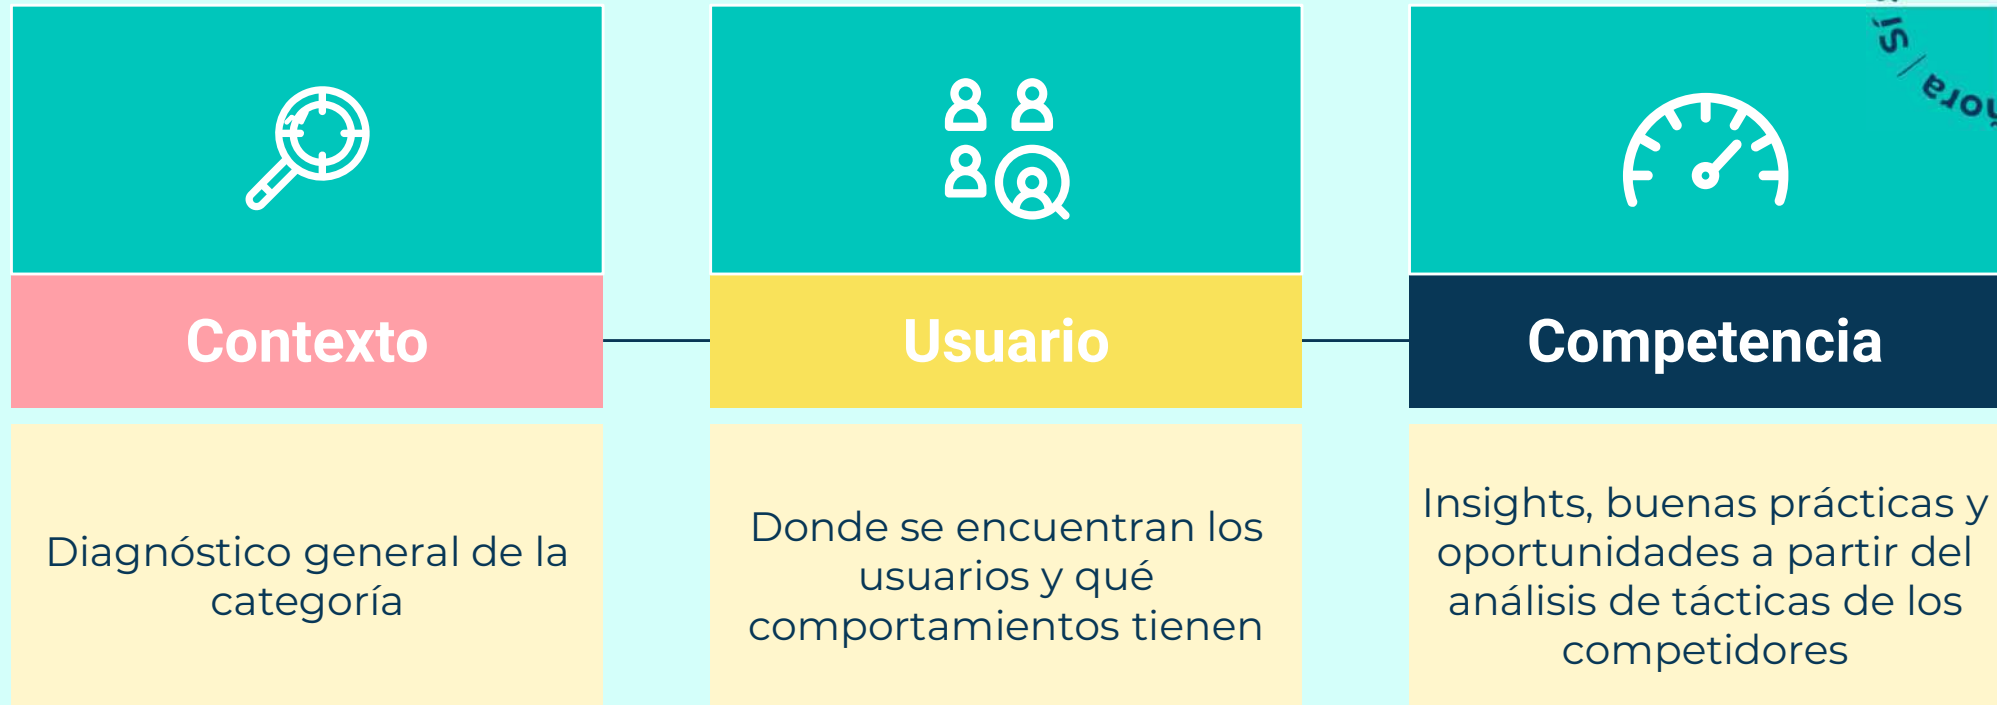 Sí
Contexto
Usuario
Competencia
Diagnóstico general de la
categoría
Donde se encuentran los
usuarios y qué
comportamientos tienen
Insights, buenas prácticas y
oportunidades a partir del
análisis de tácticas de los
competidores